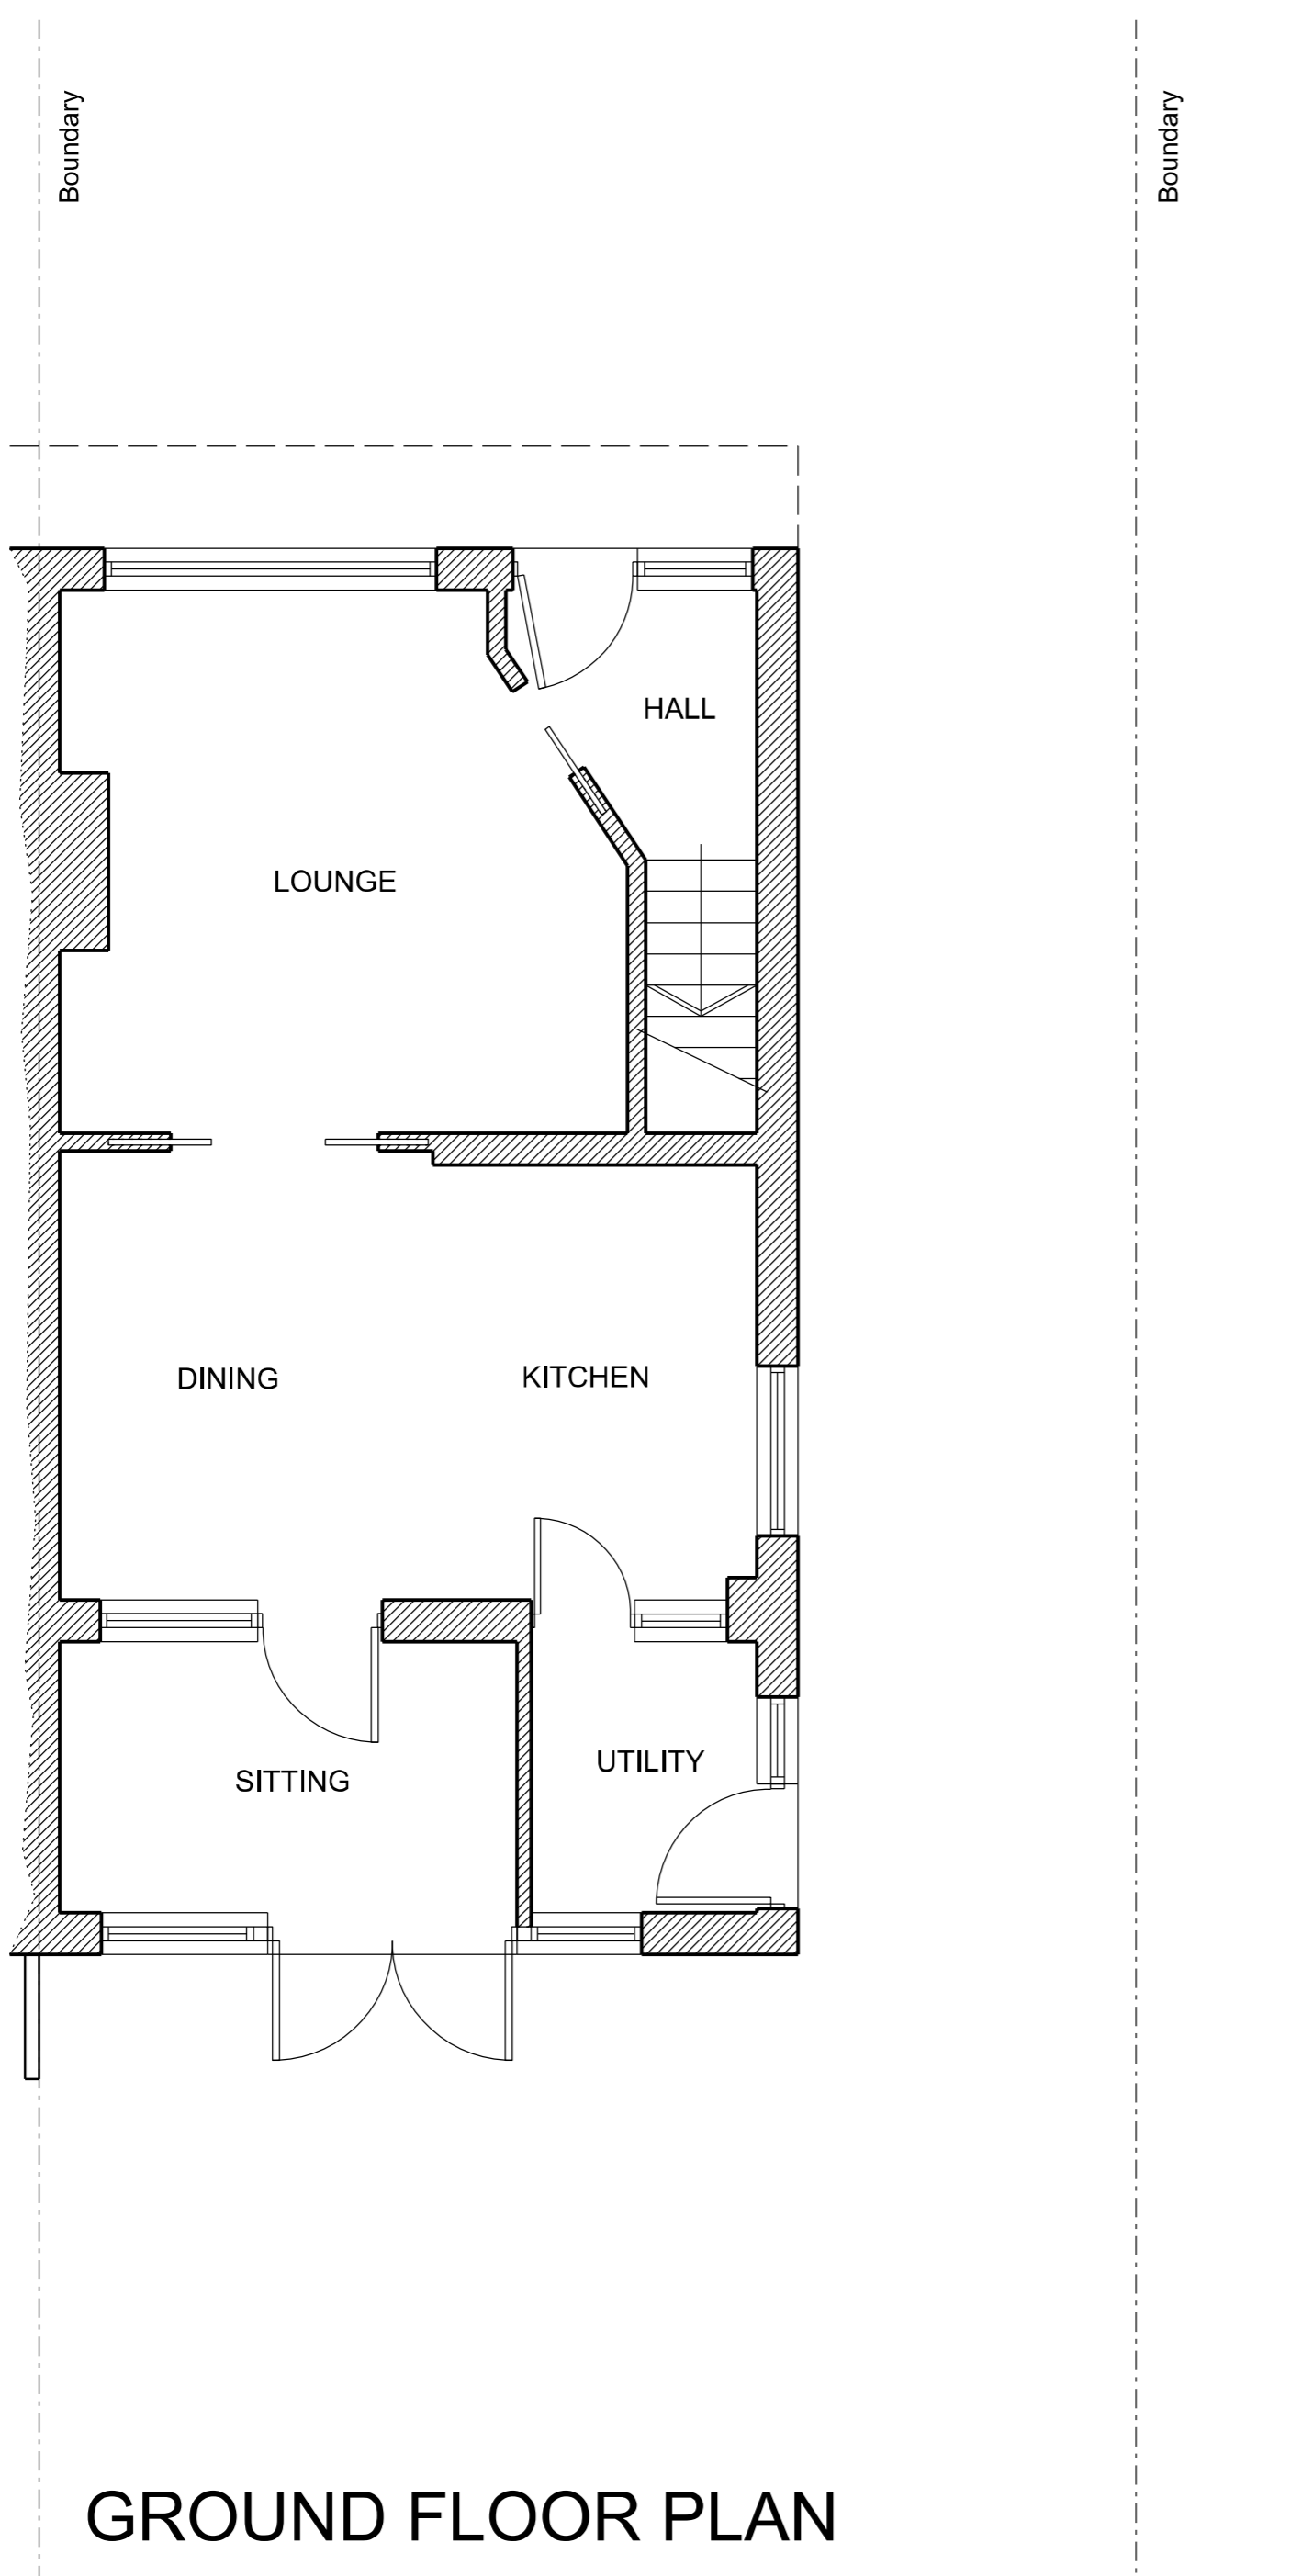 Boundary
Boundary
HALL
LOUNGE
DINING
KITCHEN
SITTING
UTILITY
GROUND FLOOR PLAN